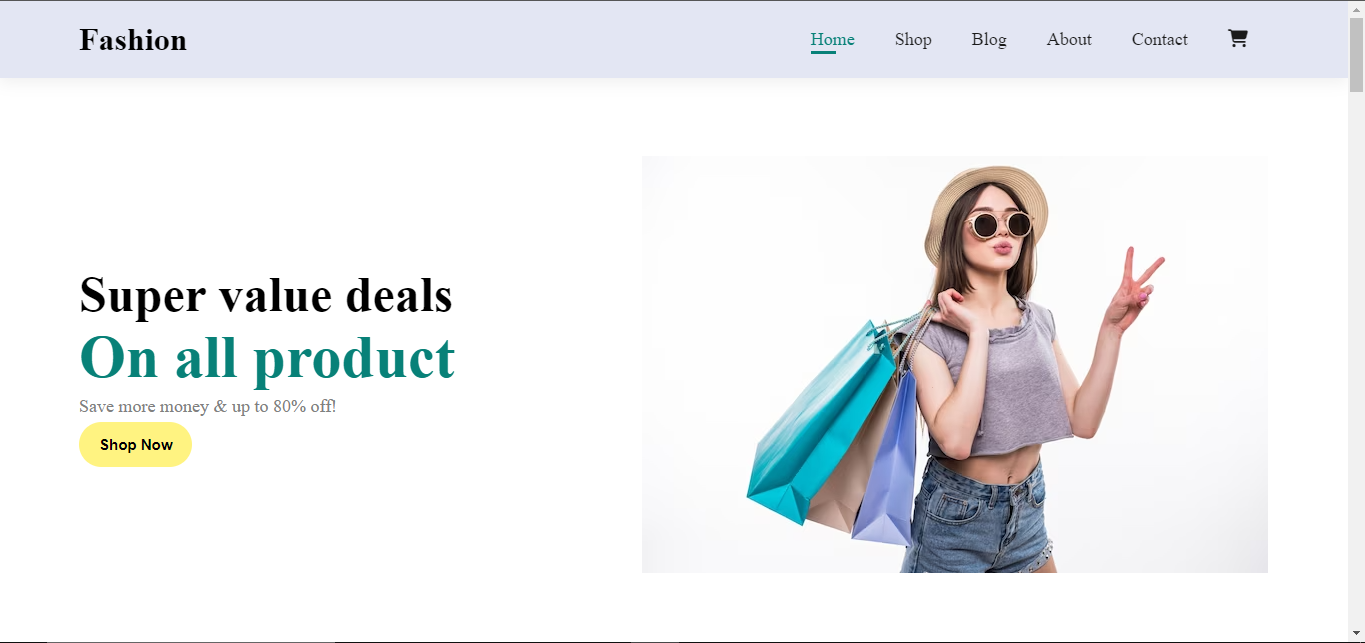 Fashion
Home Shop Blog About Contact
Super value deals
On all product
Save more money & up to 80% off!
Shop Now